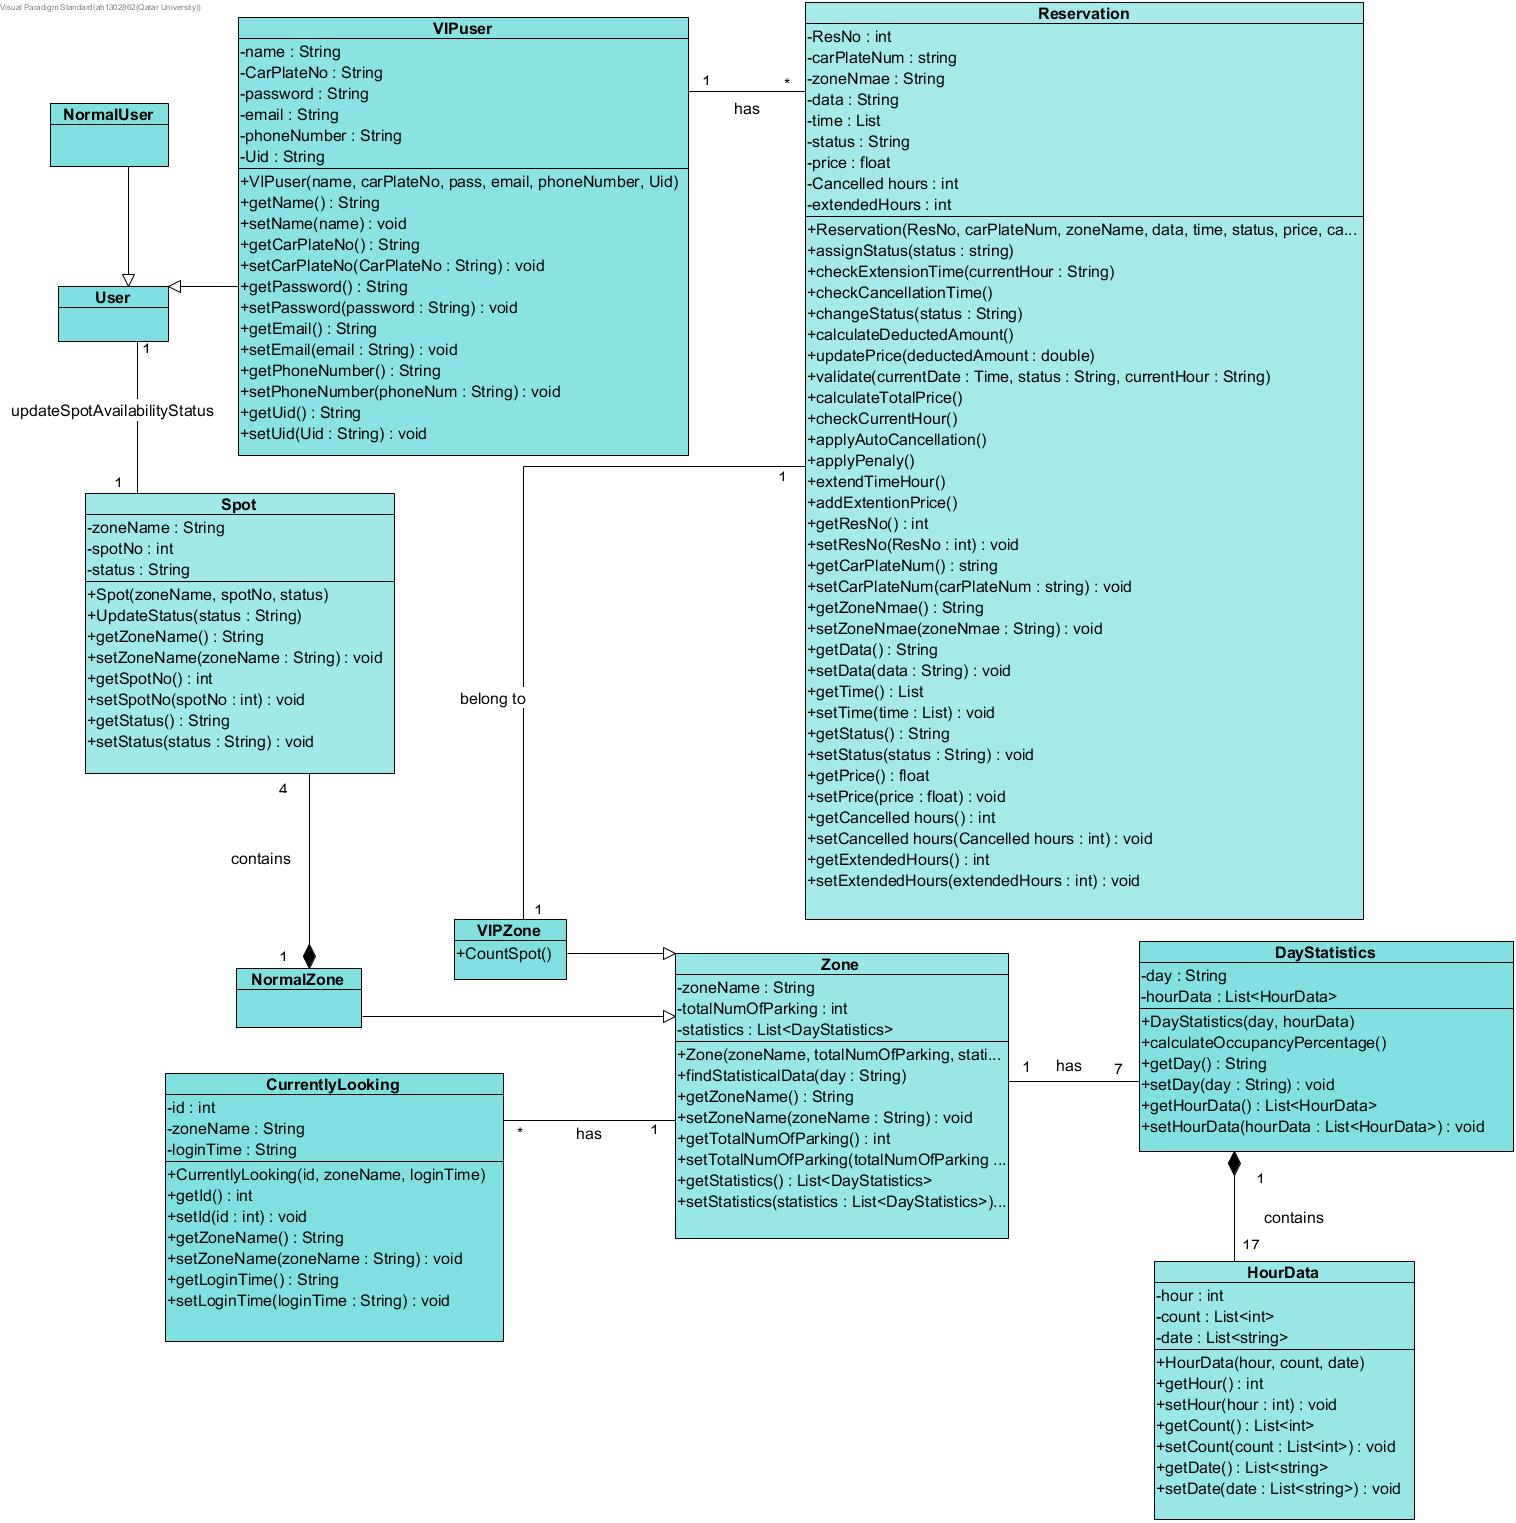 Visual Paradigm Standard(ah1302862(Qatar University))
VIPuser
-name : String
-CarPlateNo : String
-password : String
-email : String
-phoneNumber : String
-Uid : String
+VIPuser(name, carPlateNo, pass, email, phoneNumber, Uid)
+getName() : String
+setName(name) : void
+getCarPlateNo() : String
+setCarPlateNo(CarPlateNo : String) : void
+getPassword() : String
+setPassword(password : String) : void
+getEmail() : String
+setEmail(email : String) : void
+getPhoneNumber() : String
+setPhoneNumber(phoneNum : String) : void
+getUid() : String
+setUid(Uid : String) : void
1
*
has
Reservation
-ResNo : int
-carPlateNum : string
-zoneNmae : String
-data : String
-time : List
-status : String
-price : float
-Cancelled hours : int
-extendedHours : int
+Reservation(ResNo, carPlateNum, zoneName, data, time, status, price, ca...
+assignStatus(status : string)
+checkExtensionTime(currentHour : String)
+checkCancellationTime()
+changeStatus(status : String)
+calculateDeductedAmount()
+updatePrice(deductedAmount : double)
+validate(currentDate : Time, status : String, currentHour : String)
+calculateTotalPrice()
+checkCurrentHour()
+applyAutoCancellation()
+applyPenaly()
+extendTimeHour()
+addExtentionPrice()
+getResNo() : int
+setResNo(ResNo : int) : void
+getCarPlateNum() : string
+setCarPlateNum(carPlateNum : string) : void
+getZoneNmae() : String
+setZoneNmae(zoneNmae : String) : void
+getData() : String
+setData(data : String) : void
+getTime() : List
+setTime(time : List) : void
+getStatus() : String
+setStatus(status : String) : void
+getPrice() : float
+setPrice(price : float) : void
+getCancelled hours() : int
+setCancelled hours(Cancelled hours : int) : void
+getExtendedHours() : int
+setExtendedHours(extendedHours : int) : void
NormalUser
User
1
updateSpotAvailabilityStatus
1
Spot
-zoneName : String
-spotNo : int
-status : String
+Spot(zoneName, spotNo, status)
+UpdateStatus(status : String)
+getZoneName() : String
+setZoneName(zoneName : String) : void
+getSpotNo() : int
+setSpotNo(spotNo : int) : void
+getStatus() : String
+setStatus(status : String) : void
4
contains
1
NormalZone
1
belong to
1
VIPZone
+CountSpot()
Zone
-zoneName : String
-totalNumOfParking : int
-statistics : List<DayStatistics>
+Zone(zoneName, totalNumOfParking, stati...
+findStatisticalData(day : String)
+getZoneName() : String
+setZoneName(zoneName : String) : void
+getTotalNumOfParking() : int
+setTotalNumOfParking(totalNumOfParking ...
+getStatistics() : List<DayStatistics>
+setStatistics(statistics : List<DayStatistics>)...
1
has
7
DayStatistics
-day : String
-hourData : List<HourData>
+DayStatistics(day, hourData)
+calculateOccupancyPercentage()
+getDay() : String
+setDay(day : String) : void
+getHourData() : List<HourData>
+setHourData(hourData : List<HourData>) : void
CurrentlyLooking
-id : int
-zoneName : String
-loginTime : String
+CurrentlyLooking(id, zoneName, loginTime)
+getId() : int
+setId(id : int) : void
+getZoneName() : String
+setZoneName(zoneName : String) : void
+getLoginTime() : String
+setLoginTime(loginTime : String) : void
*
has
1
1
contains
17
HourData
-hour : int
-count : List<int>
-date : List<string>
+HourData(hour, count, date)
+getHour() : int
+setHour(hour : int) : void
+getCount() : List<int>
+setCount(count : List<int>) : void
+getDate() : List<string>
+setDate(date : List<string>) : void